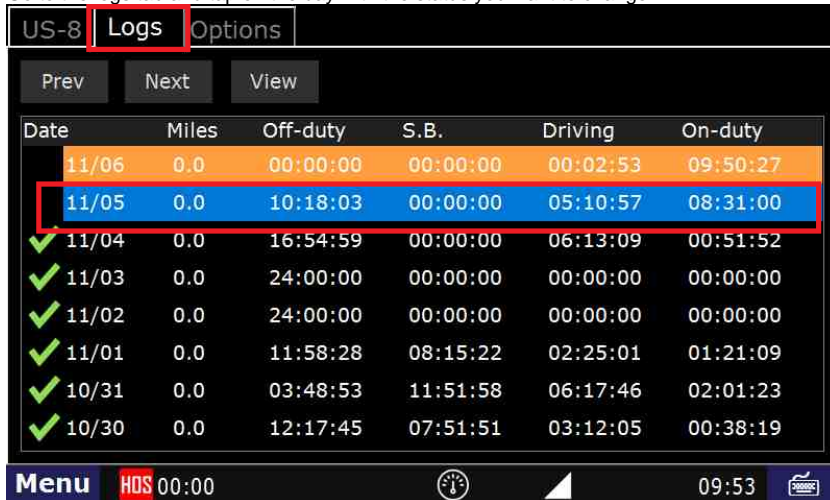 US-8 Logs Options
Prev Next View
Date Miles Off-duty S.B. Driving On-duty
11/06 0.0 00:00:00 00:00:00 00:02:53 09:50:27
11/05 0.0 10:18:03 00:00:00 05:10:57 08:31:00
11/04 0.0 16:54:59 00:00:00 06:13:09 00:51:52
11/03 0.0 24:00:00 00:00:00 00:00:00 00:00:00
11/02 0.0 24:00:00 00:00:00 00:00:00 00:00:00
11/01 0.0 11:58:28 08:15:22 02:25:01 01:21:09
10/31 0.0 03:48:53 11:51:58 06:17:46 02:01:23
10/30 0.0 12:17:45 07:51:51 03:12:05 00:38:19
Menu HOS 00:00 09:53